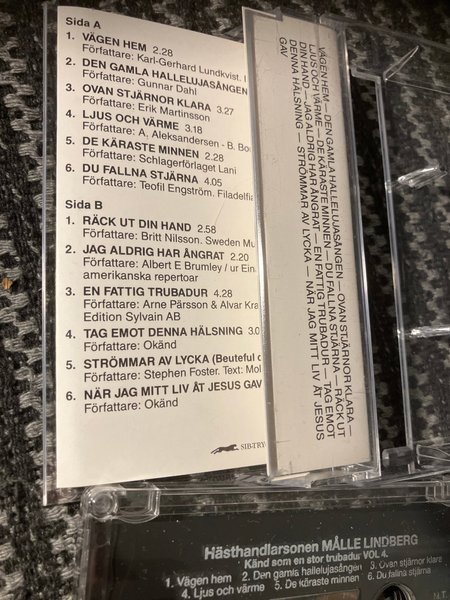 Sida A
1. VÄGEN HEM 2.28
Författare: Karl-Gerhard Lundkvist.
2. DEN GAMLA HALLELUJASÅNGEN
Författare: Gunnar Dahl
3. OVAN STJÄRNOR KLARA 3.27
Författare: Erik Martinsson
4. LJUS OCH VÄRME 3.18
Författare: A. Aleksandersen - B.
5. DE KÄRASTE MINNEN 2.28
Författare: Schlagerförlaget Lani
6. DU FALLNA STJÄRNA 4.05
Författare: Teofil Engström.
Sida B
1. RÄCK UT DIN HAND 2.58
Författare: Britt Nilsson. Sweden
2. JAG ALDRIG HAR ÅNGRAT 2.20
Författare: Albert E Brumley / ur
amerikanska repertoar
3. EN FATTIG TRUBADUR 4.28
Författare: Arne Pärsson & Alvar
Edition Sylvain AB
4. TAG EMOT DENNA HÄLSNING
Författare: Okänd
5. STRÖMMAR AV LYCKA (Beuteful
Författare: Stephen Foster. Text:
6. NÄR JAG MITT LIV ÅT JESUS GAV
Författare: Okänd
VÄGEN HEM — DEN GAMLA HALLELUJASÅNGEN — OVAN STJÄRNOR KLARA —
LJUS OCH VÄRME — DE KÄRASTE MINNEN — DU FALLNA STJÄRNA — RÄCK UT
DIN HAND — JAG ALDRIG HAR ÅNGRAT — EN FATTIG TRUBADUR — TAG EMOT
DENNA HÄLSNING — STRÖMMAR AV LYCKA — NÄR JAG MITT LIV ÅT JESUS
GAV
Hästhandlarsonen MÅLLE LINDBERG
Känd som en stor trubadur VOL 4.
1. Vägen hem 2. Den gamla hallelujasången 3. Ovan stjärnor klara
4. Ljus och värme 5. De käraste minnen 6. Du fallna stjärna